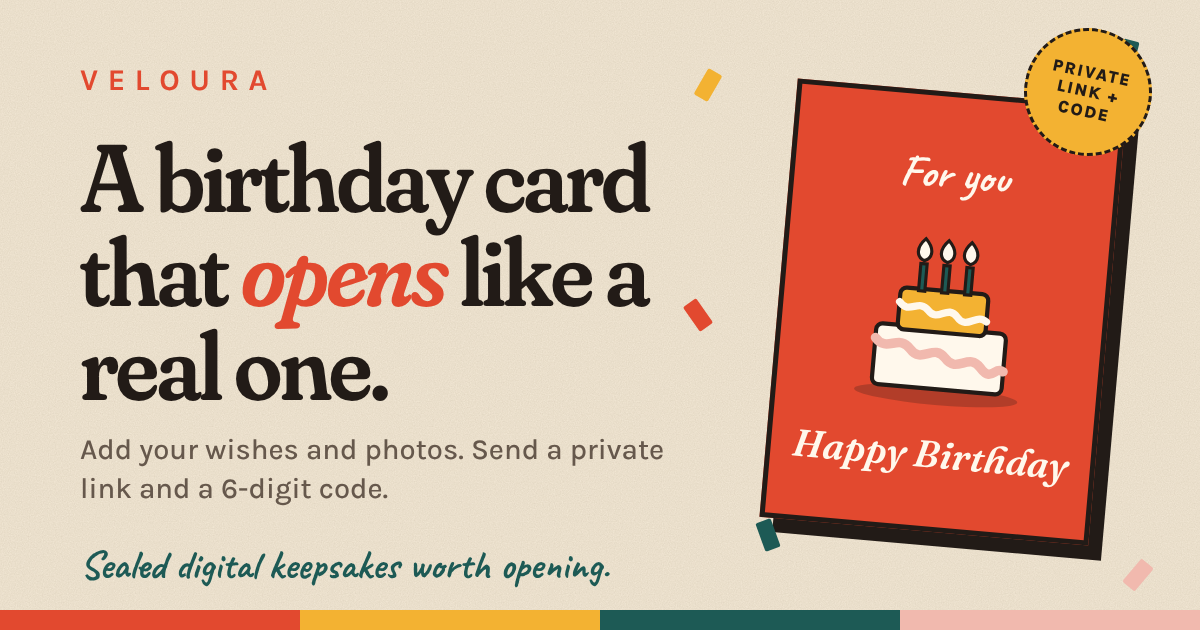 VELOURA
A birthday card
that opens like a
real one.
Add your wishes and photos. Send a private
link and a 6-digit code.
Sealed digital keepsakes worth opening.
PRIVATE
LINK +
CODE
For you
Happy Birthday